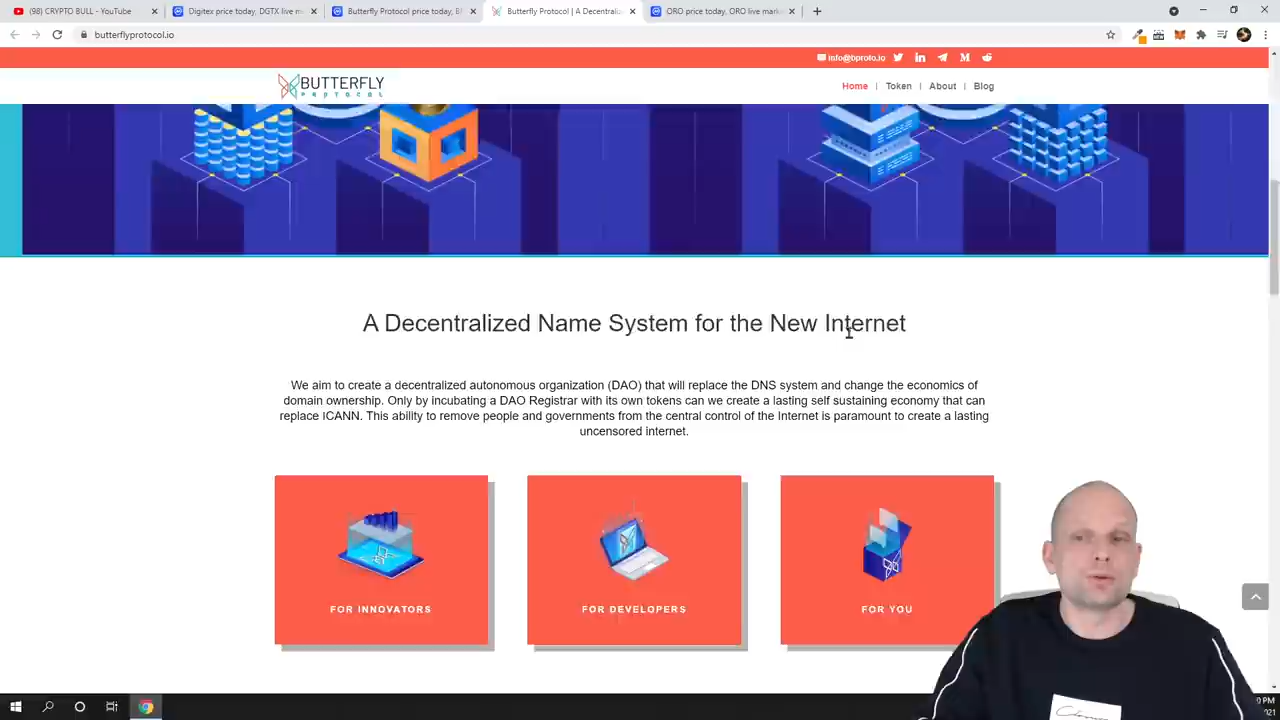 (98) CRYPTO BULL - YouTube
Digitex price today, DGTX live m
Butterfly Protocol price today, B
Butterfly Protocol | A Decentraliz
ORO price today, ORO live mark
butterflyprotocol.io
info@bproto.io
BUTTERFLY
PROTOCOL
Home | Token | About | Blog
A Decentralized Name System for the New Internet
We aim to create a decentralized autonomous organization (DAO) that will replace the DNS system and change the economics of
domain ownership. Only by incubating a DAO Registrar with its own tokens can we create a lasting self sustaining economy that can
replace ICANN. This ability to remove people and governments from the central control of the Internet is paramount to create a lasting
uncensored internet.
FOR INNOVATORS
FOR DEVELOPERS
FOR YOU
0 PM
2021